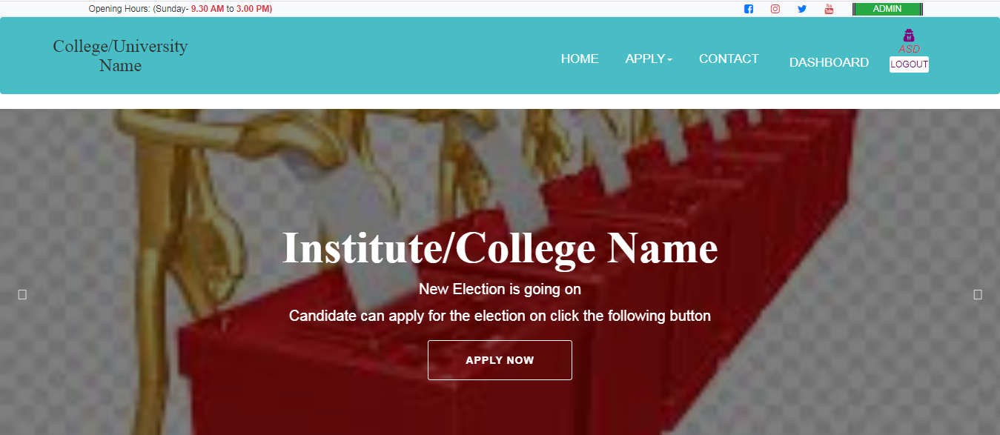 Opening Hours: (Sunday- 9.30 AM to 3.00 PM)
You Tube
ADMIN
College/University
Name
HOME
APPLY
CONTACT
DASHBOARD
ASD
LOGOUT
Institute/College Name
New Election is going on
Candidate can apply for the election on click the following button
APPLY NOW